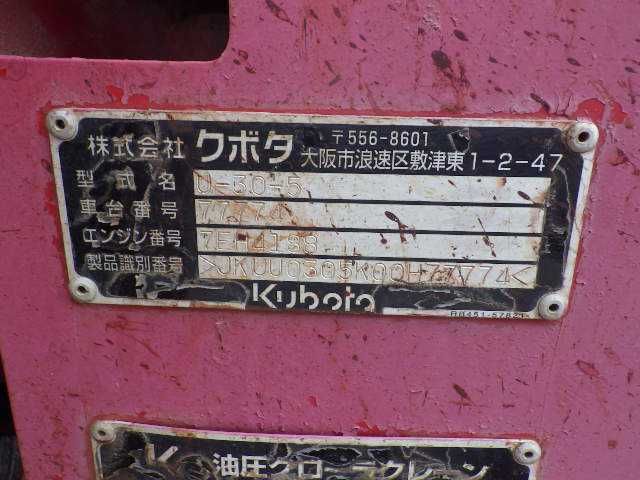 株式会社 クボタ 〒556-8601
大阪市浪速区敷津東1-2-47
型式名 U-30-5
車台番号 77774
エンジン番号 7EH4188
製品識別番号 >JKUU0305K00H77774<
Kubota
油圧クローラクレーン